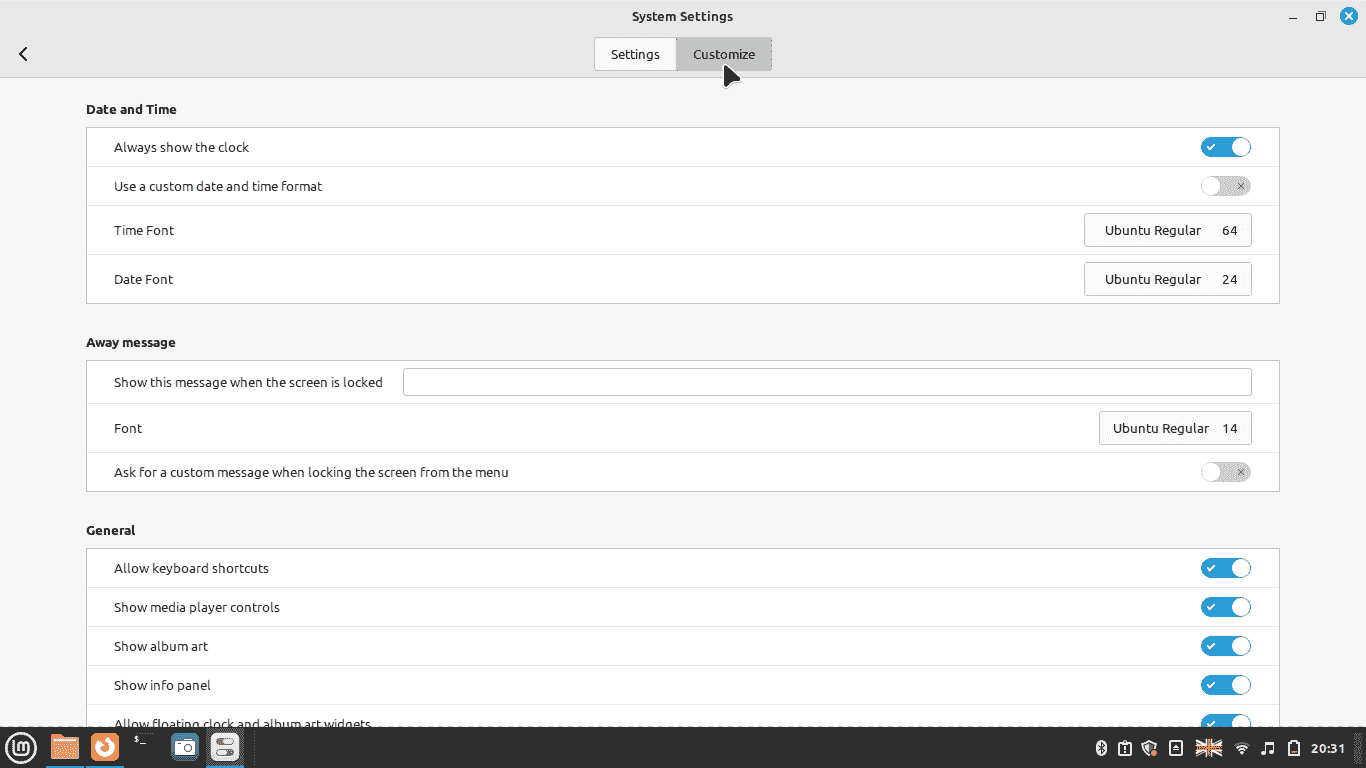 System Settings
Settings Customize
Date and Time
Always show the clock
Use a custom date and time format
Time Font Ubuntu Regular 64
Date Font Ubuntu Regular 24
Away message
Show this message when the screen is locked
Font Ubuntu Regular 14
Ask for a custom message when locking the screen from the menu
General
Allow keyboard shortcuts
Show media player controls
Show album art
Show info panel
Allow floating clock and album art widgets
20:31